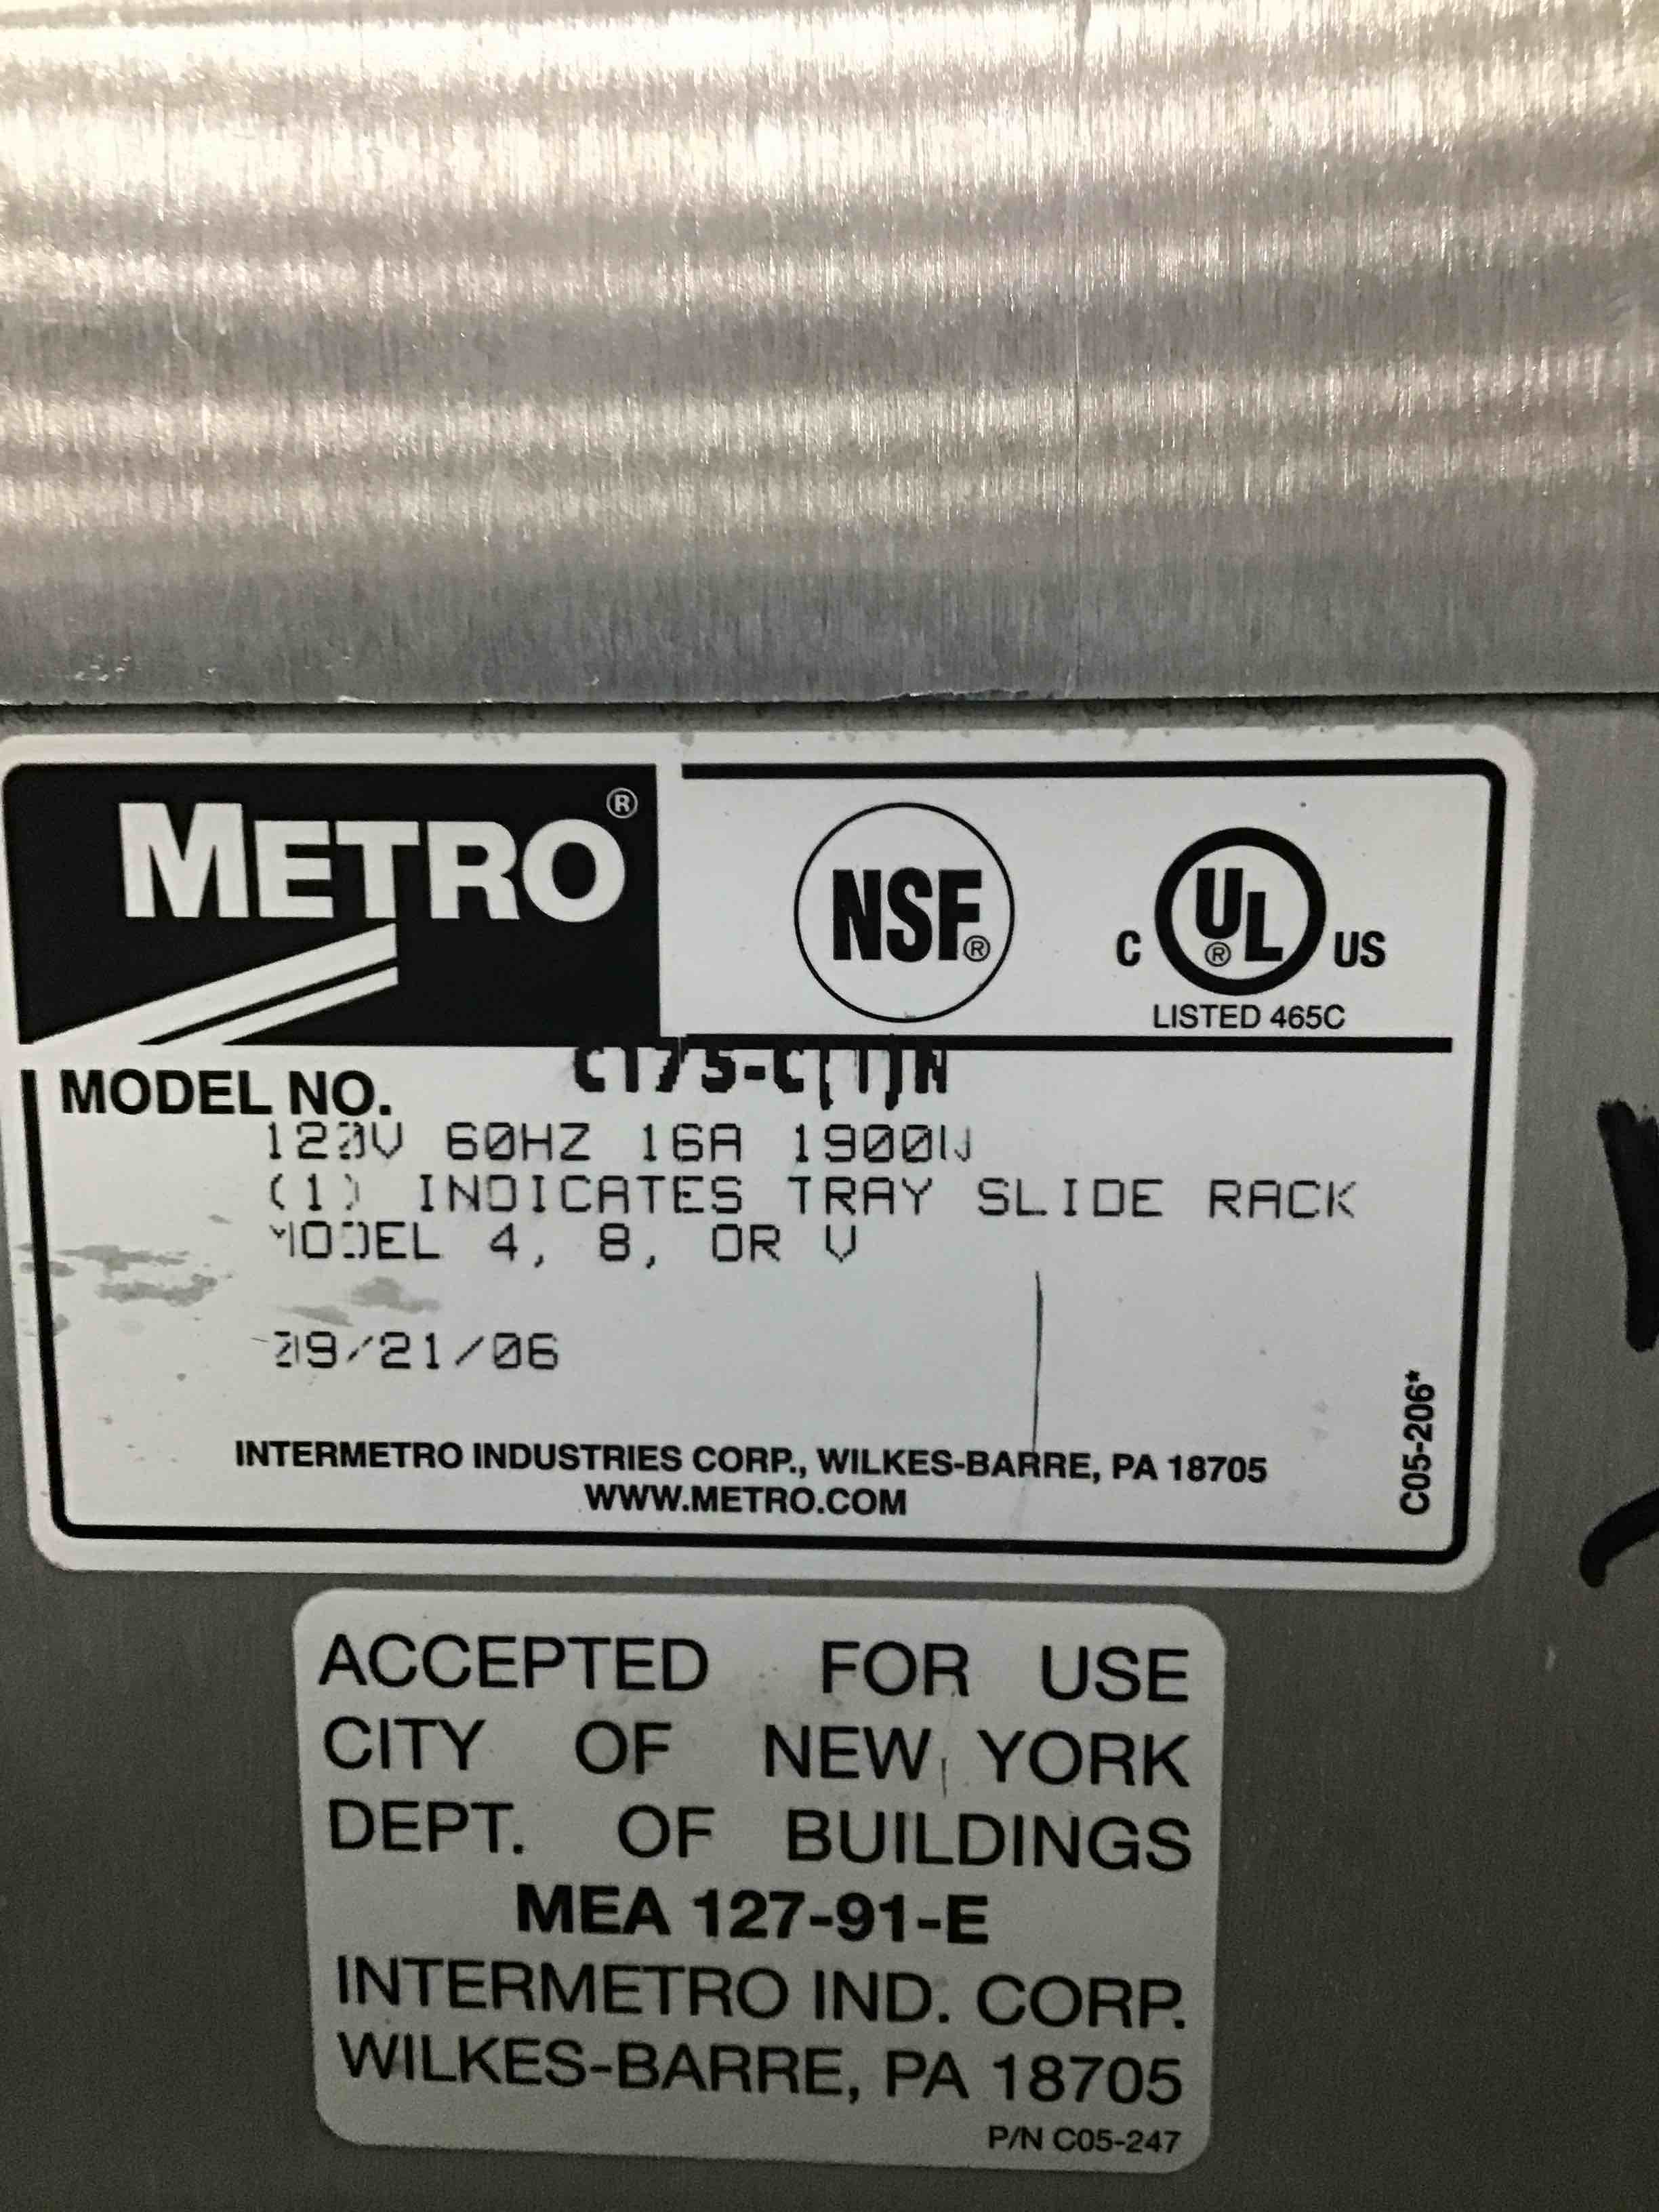 METRO®
NSF®
C UL® US
LISTED 465C
MODEL NO. C175-C(1)N
120V 60HZ 16A 1900W
(1) INDICATES TRAY SLIDE RACK
MODEL 4, 8, OR V
09/21/06
INTERMETRO INDUSTRIES CORP., WILKES-BARRE, PA 18705
WWW.METRO.COM
C05-206*
ACCEPTED FOR USE
CITY OF NEW YORK
DEPT. OF BUILDINGS
MEA 127-91-E
INTERMETRO IND. CORP.
WILKES-BARRE, PA 18705
P/N C05-247